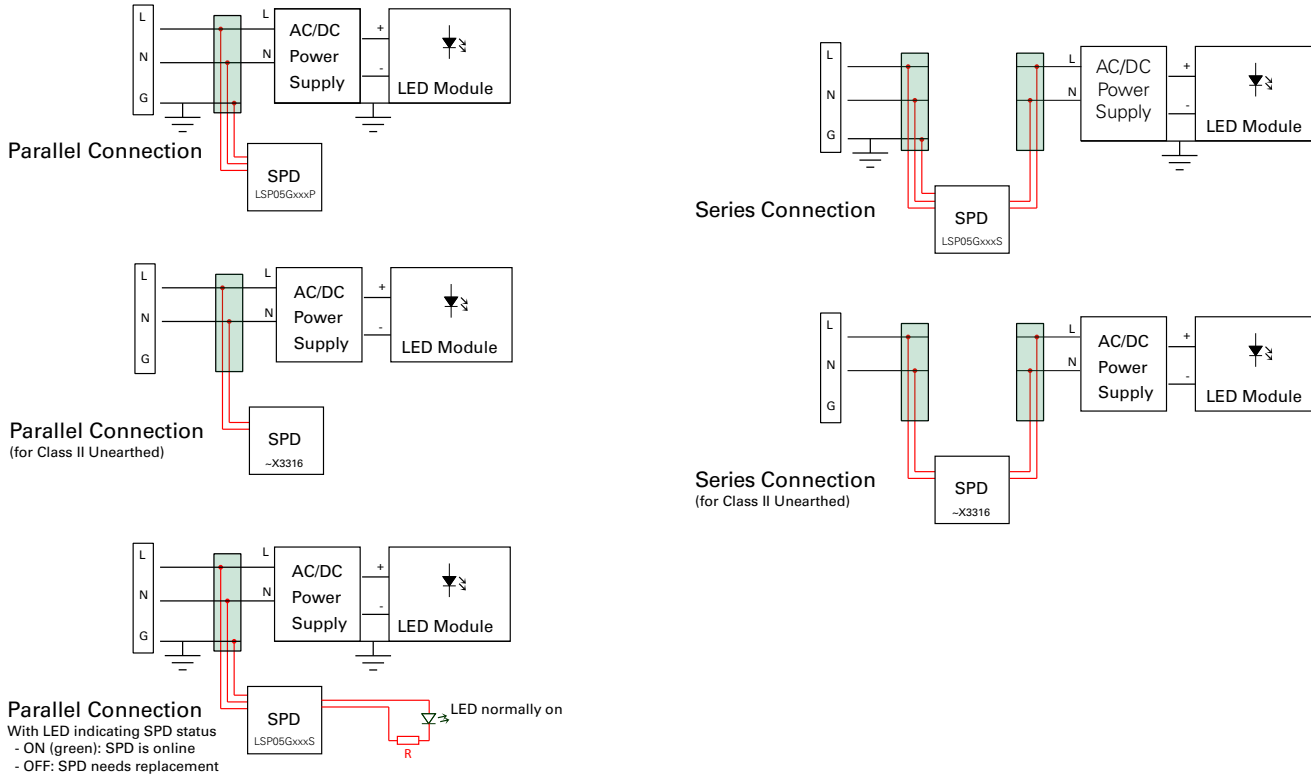 L
N
G
L
N
AC/DC
Power
Supply
+
-
LED Module
Parallel Connection
SPD
LSP05GxxxP
L
N
G
L
N
AC/DC
Power
Supply
+
-
LED Module
Parallel Connection
(for Class II Unearthed)
SPD
~X3316
L
N
G
L
N
AC/DC
Power
Supply
+
-
LED Module
Parallel Connection
With LED indicating SPD status
- ON (green): SPD is online
- OFF: SPD needs replacement
SPD
LSP05GxxxS
LED normally on
R
L
N
G
L
N
AC/DC
Power
Supply
+
-
LED Module
Series Connection
SPD
LSP05GxxxS
L
N
G
L
N
AC/DC
Power
Supply
+
-
LED Module
Series Connection
(for Class II Unearthed)
SPD
~X3316